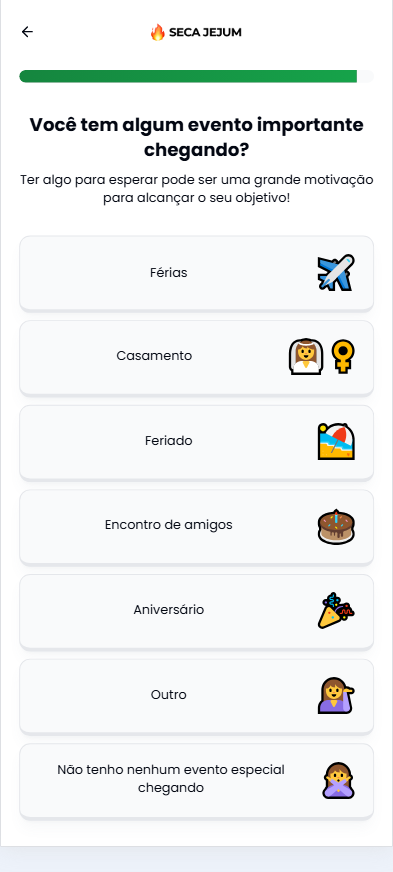 SECA JEJUM
Você tem algum evento importante
chegando?
Ter algo para esperar pode ser uma grande motivação
para alcançar o seu objetivo!
Férias
Casamento
Feriado
Encontro de amigos
Aniversário
Outro
Não tenho nenhum evento especial
chegando